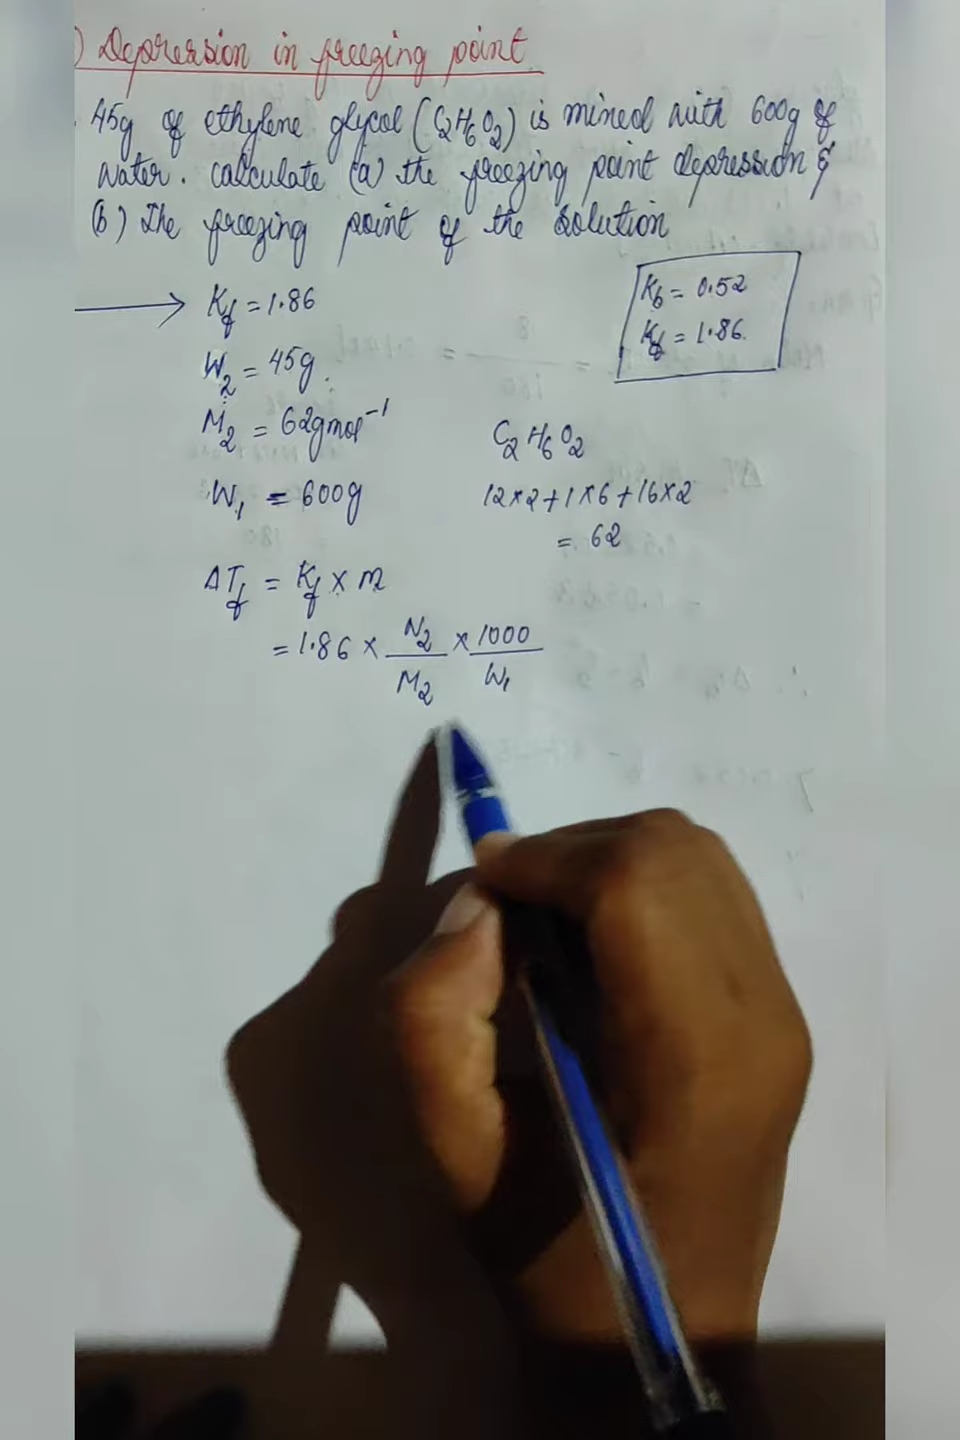 ) Depression in freezing point
45g of ethylene glycol (C2H6O2) is mixed with 600g of
water. calculate (a) the freezing point depression &
(b) The freezing point of the solution
Kf = 1.86
Kb = 0.52
Kf = 1.86.
W2 = 45g.
M2 = 62gmol⁻¹
C2H6O2
W1 = 600g
12×2+1×6+16×2
= 62
ΔTf = Kf × m
= 1.86 × W2/M2 × 1000/W1